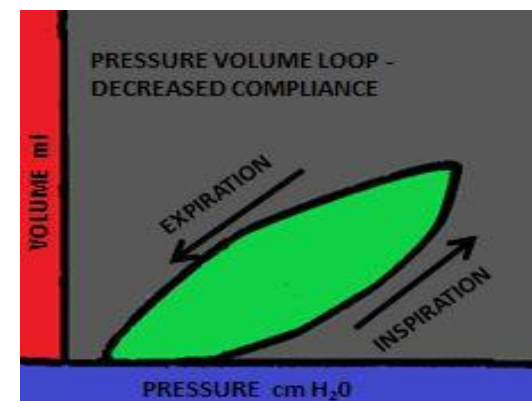 PRESSURE VOLUME LOOP -
DECREASED COMPLIANCE
VOLUME ml
EXPIRATION
INSPIRATION
PRESSURE cm H₂0